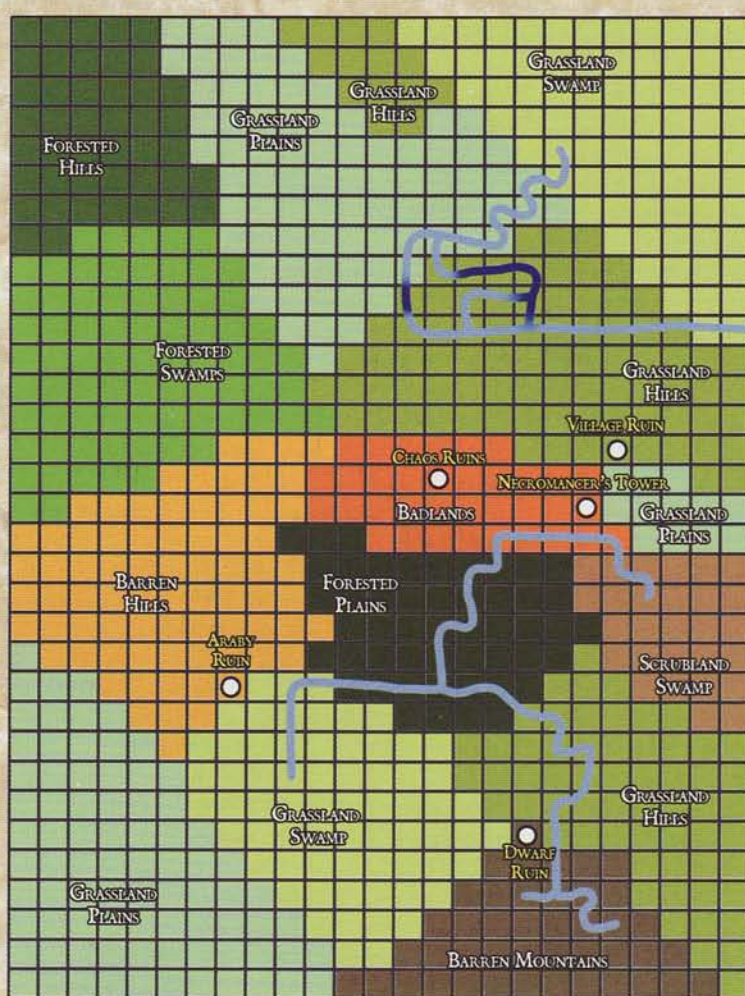 Grassland
Swamp
Grassland
Hills
Grassland
Plains
Forested
Hills
Forested
Swamps
Grassland
Hills
Village Ruin
Chaos Ruins
Necromancer's Tower
Badlands
Grassland
Plains
Barren
Hills
Forested
Plains
Araby
Ruin
Scrubland
Swamp
Grassland
Hills
Grassland
Swamp
Dwarf
Ruin
Grassland
Plains
Barren Mountains